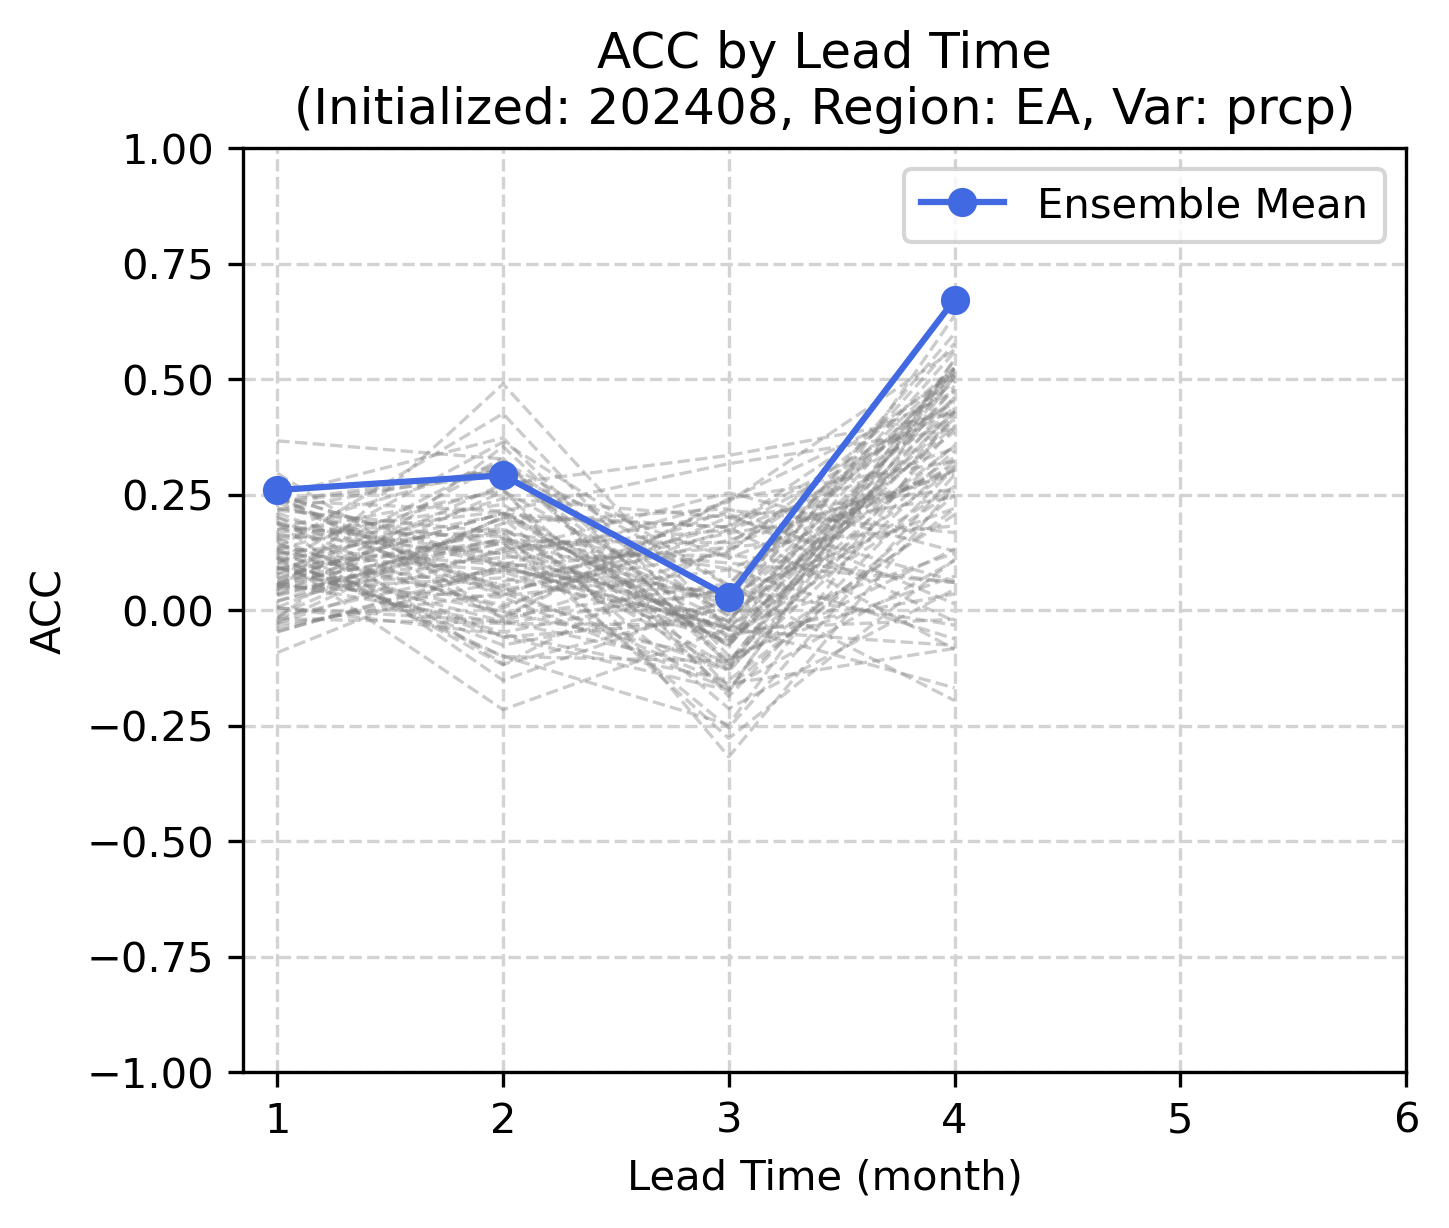 ACC by Lead Time
(Initialized: 202408, Region: EA, Var: prcp)
1.00
0.75
0.50
0.25
0.00
−0.25
−0.50
−0.75
−1.00
ACC
Ensemble Mean
1 2 3 4 5 6
Lead Time (month)